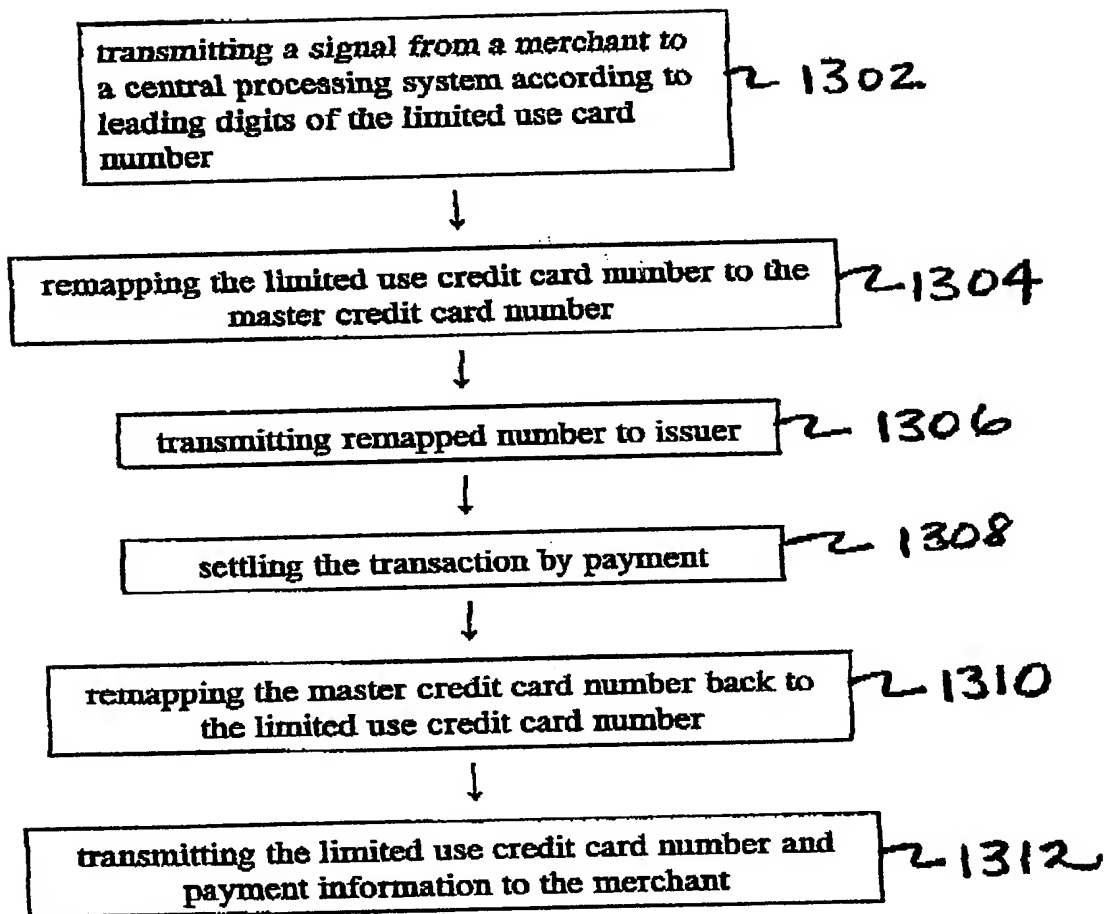 transmitting a signal from a merchant to
a central processing system according to
leading digits of the limited use card
number
1302
remapping the limited use credit card number to the
master credit card number
1304
transmitting remapped number to issuer
1306
settling the transaction by payment
1308
remapping the master credit card number back to
the limited use credit card number
1310
transmitting the limited use credit card number and
payment information to the merchant
1312